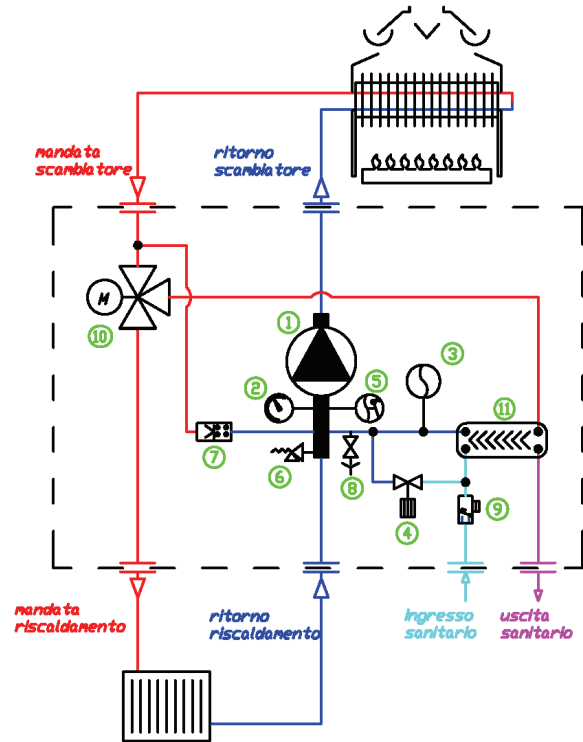 mandata
scambiatore
ritorno
scambiatore
M
10
1
2
5
3
11
7
6
8
4
9
mandata
riscaldamento
ritorno
riscaldamento
ingresso
sanitario
uscita
sanitario